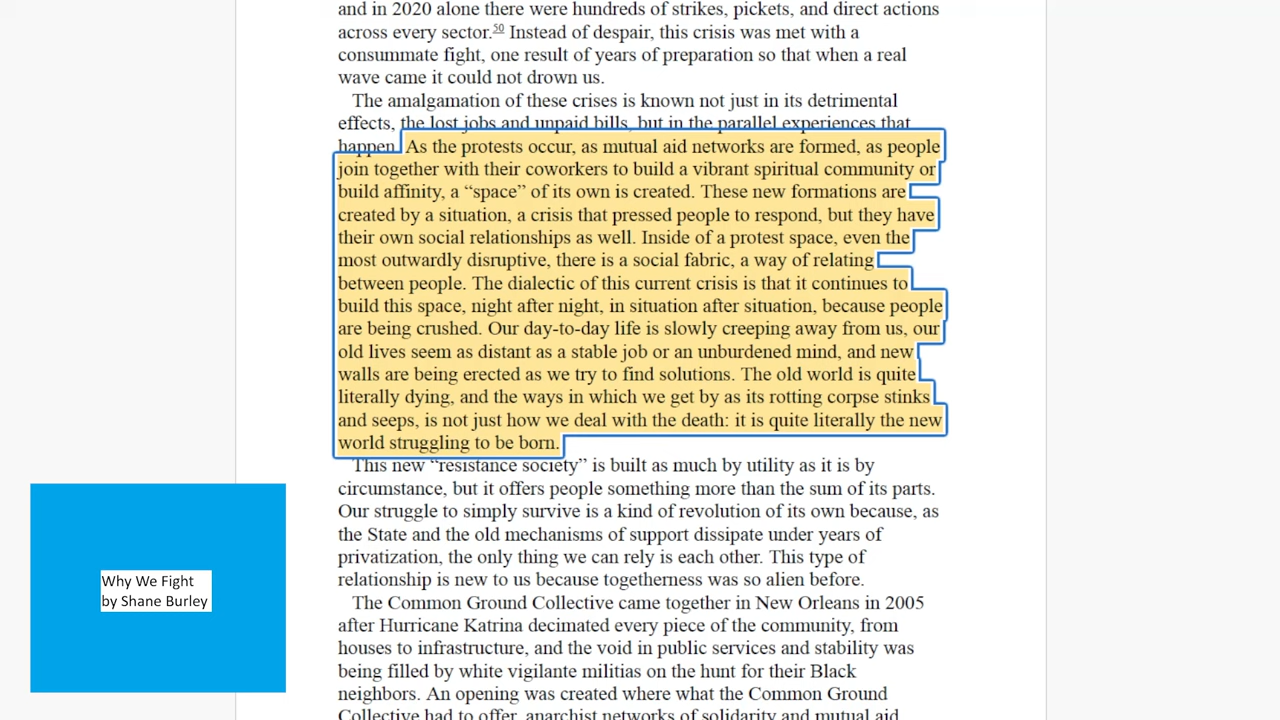 and in 2020 alone there were hundreds of strikes, pickets, and direct actions
across every sector.50 Instead of despair, this crisis was met with a
consummate fight, one result of years of preparation so that when a real
wave came it could not drown us.
The amalgamation of these crises is known not just in its detrimental
effects, the lost jobs and unpaid bills, but in the parallel experiences that
happen. As the protests occur, as mutual aid networks are formed, as people
join together with their coworkers to build a vibrant spiritual community or
build affinity, a “space” of its own is created. These new formations are
created by a situation, a crisis that pressed people to respond, but they have
their own social relationships as well. Inside of a protest space, even the
most outwardly disruptive, there is a social fabric, a way of relating
between people. The dialectic of this current crisis is that it continues to
build this space, night after night, in situation after situation, because people
are being crushed. Our day-to-day life is slowly creeping away from us, our
old lives seem as distant as a stable job or an unburdened mind, and new
walls are being erected as we try to find solutions. The old world is quite
literally dying, and the ways in which we get by as its rotting corpse stinks
and seeps, is not just how we deal with the death: it is quite literally the new
world struggling to be born.
This new “resistance society” is built as much by utility as it is by
circumstance, but it offers people something more than the sum of its parts.
Our struggle to simply survive is a kind of revolution of its own because, as
the State and the old mechanisms of support dissipate under years of
privatization, the only thing we can rely is each other. This type of
relationship is new to us because togetherness was so alien before.
The Common Ground Collective came together in New Orleans in 2005
after Hurricane Katrina decimated every piece of the community, from
houses to infrastructure, and the void in public services and stability was
being filled by white vigilante militias on the hunt for their Black
neighbors. An opening was created where what the Common Ground
Collective had to offer, anarchist networks of solidarity and mutual aid
Why We Fight
by Shane Burley